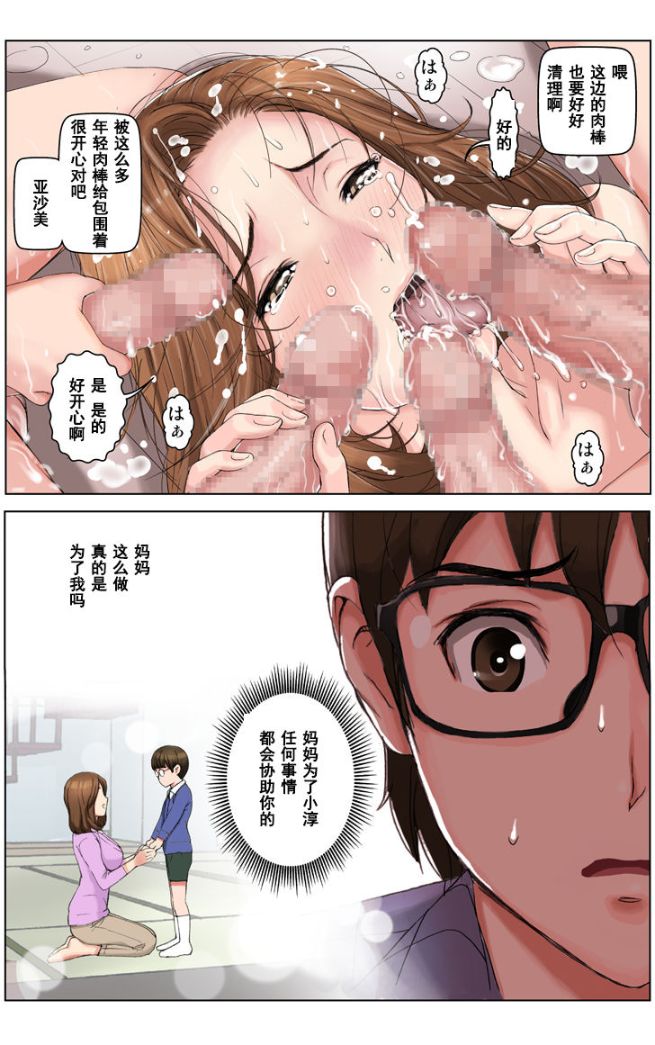 喂
这边的肉棒
也要好好
清理啊
はぁ
好的
被这么多
年轻肉棒给包围着
很开心对吧
亚沙美
是 是的
好开心啊
はぁ
はぁ
妈妈
这么做
真的是
为了我吗
妈妈为了小淳
任何事情
都会协助你的